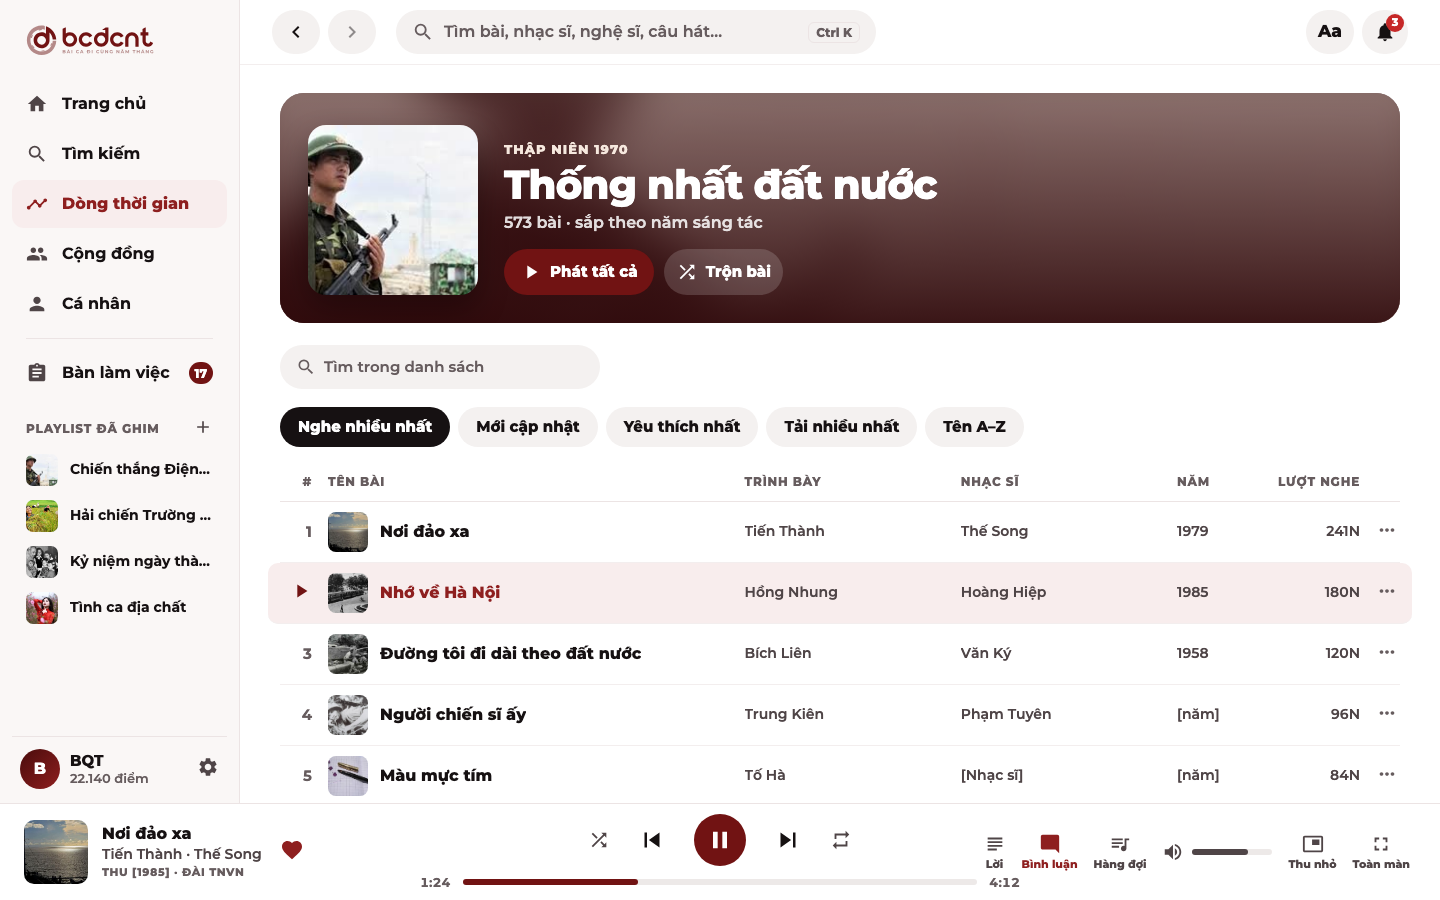 bcdcnt
BÀI CA ĐI CÙNG NĂM THÁNG
Trang chủ
Tìm kiếm
Dòng thời gian
Cộng đồng
Cá nhân
Bàn làm việc 17
PLAYLIST ĐÃ GHIM
Chiến thắng Điện...
Hải chiến Trường ...
Kỷ niệm ngày thà...
Tình ca địa chất
B BQT
22.140 điểm
Tìm bài, nhạc sĩ, nghệ sĩ, câu hát... Ctrl K
Aa 3
THẬP NIÊN 1970
Thống nhất đất nước
573 bài · sắp theo năm sáng tác
Phát tất cả Trộn bài
Tìm trong danh sách
Nghe nhiều nhất Mới cập nhật Yêu thích nhất Tải nhiều nhất Tên A–Z
# TÊN BÀI TRÌNH BÀY NHẠC SĨ NĂM LƯỢT NGHE
1 Nơi đảo xa Tiến Thành Thế Song 1979 241N
Nhớ về Hà Nội Hồng Nhung Hoàng Hiệp 1985 180N
3 Đường tôi đi dài theo đất nước Bích Liên Văn Ký 1958 120N
4 Người chiến sĩ ấy Trung Kiên Phạm Tuyên [năm] 96N
5 Màu mực tím Tố Hà [Nhạc sĩ] [năm] 84N
Nơi đảo xa
Tiến Thành · Thế Song
THU [1985] · ĐÀI TNVN
1:24 4:12
Lời Bình luận Hàng đợi Thu nhỏ Toàn màn